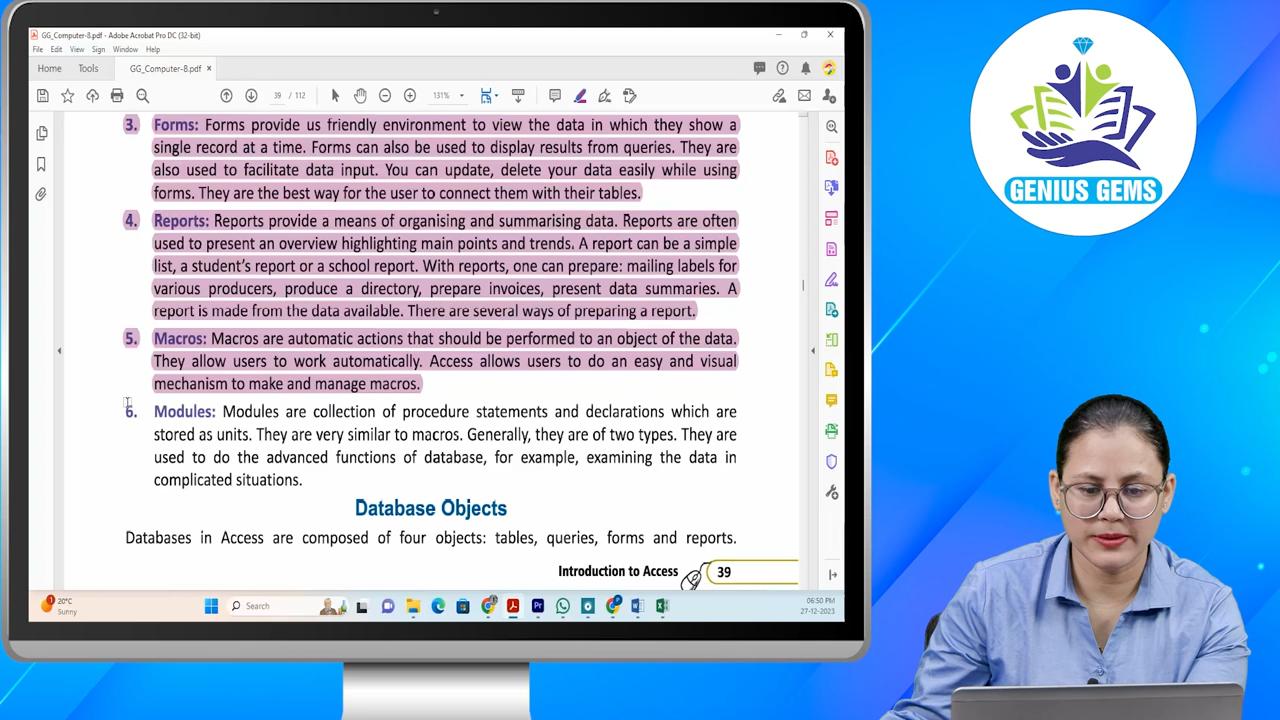 GG_Computer-8.pdf - Adobe Acrobat Pro DC (32-bit)
File Edit View Sign Window Help
Home Tools GG_Computer-8.pdf ×
39 / 112 131%
3. Forms: Forms provide us friendly environment to view the data in which they show a
single record at a time. Forms can also be used to display results from queries. They are
also used to facilitate data input. You can update, delete your data easily while using
forms. They are the best way for the user to connect them with their tables.
4. Reports: Reports provide a means of organising and summarising data. Reports are often
used to present an overview highlighting main points and trends. A report can be a simple
list, a student's report or a school report. With reports, one can prepare: mailing labels for
various producers, produce a directory, prepare invoices, present data summaries. A
report is made from the data available. There are several ways of preparing a report.
5. Macros: Macros are automatic actions that should be performed to an object of the data.
They allow users to work automatically. Access allows users to do an easy and visual
mechanism to make and manage macros.
6. Modules: Modules are collection of procedure statements and declarations which are
stored as units. They are very similar to macros. Generally, they are of two types. They are
used to do the advanced functions of database, for example, examining the data in
complicated situations.
Database Objects
Databases in Access are composed of four objects: tables, queries, forms and reports.
Introduction to Access 39
20°C
Sunny
Search
06:50 PM
27-12-2023
GENIUS GEMS